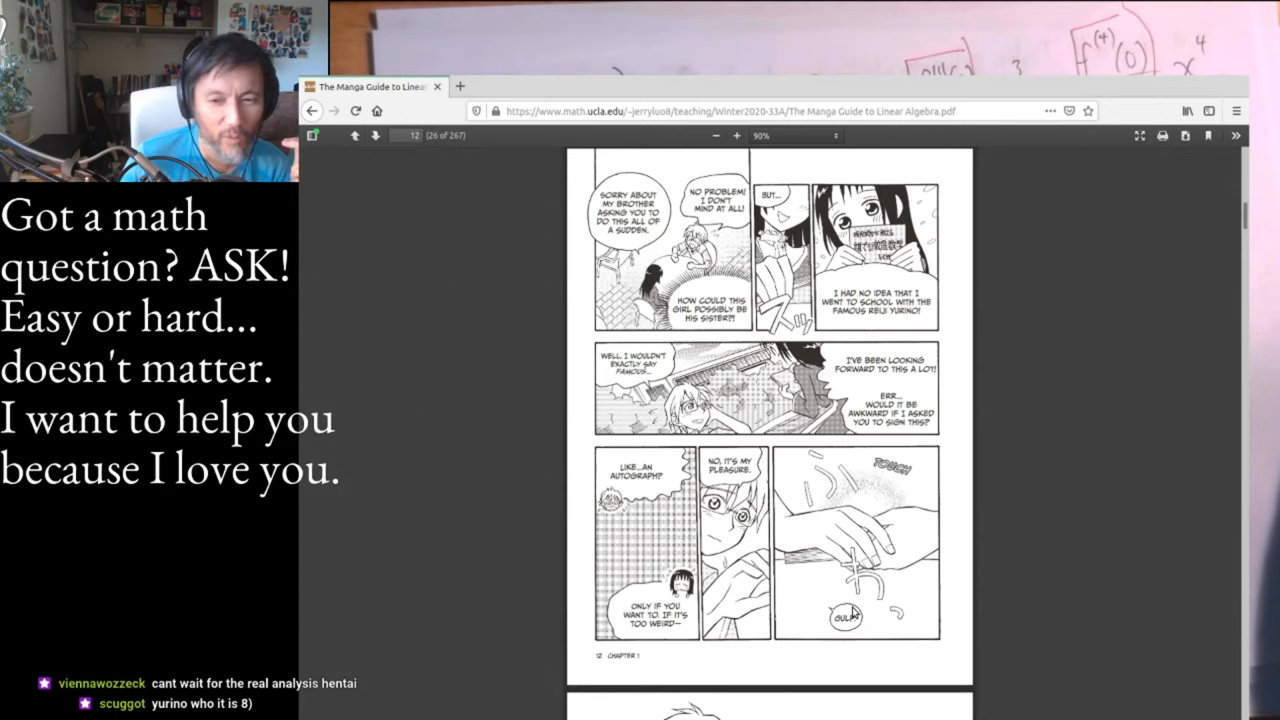 The Manga Guide to Linear
https://www.math.ucla.edu/~jerryluo8/teaching/Winter2020-33A/The Manga Guide to Linear Algebra.pdf
12 (26 of 267)
90%
f⁽⁴⁾(0)
x⁴
3
SORRY ABOUT
MY BROTHER
ASKING YOU TO
DO THIS ALL OF
A SUDDEN.
NO PROBLEM!
I DON'T
MIND AT ALL!
HOW COULD THIS
GIRL POSSIBLY BE
HIS SISTER?!
BUT...
I HAD NO IDEA THAT I
WENT TO SCHOOL WITH THE
FAMOUS REIJI YURINO!
WELL, I WOULDN'T
EXACTLY SAY
FAMOUS...
I'VE BEEN LOOKING
FORWARD TO THIS A LOT!
ERR...
WOULD IT BE
AWKWARD IF I ASKED
YOU TO SIGN THIS?
LIKE...AN
AUTOGRAPH?
ONLY IF YOU
WANT TO. IF IT'S
TOO WEIRD—
NO, IT'S MY
PLEASURE.
TOUCH
12 CHAPTER 1
Got a math
question? ASK!
Easy or hard...
doesn't matter.
I want to help you
because I love you.
viennawozzeck cant wait for the real analysis hentai
scuggot yurino who it is 8)